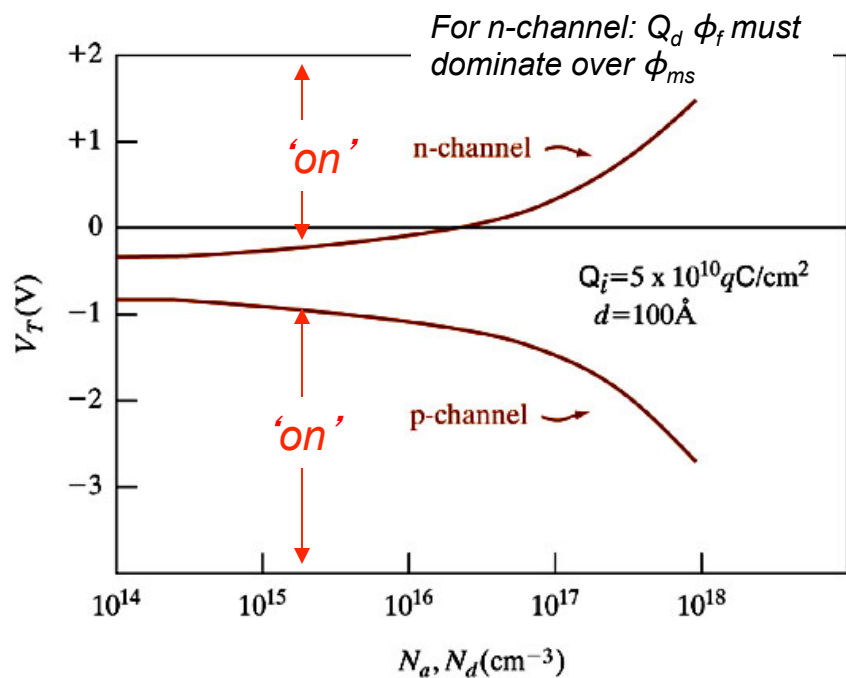 For n-channel: Q_d ϕ_f must
dominate over ϕ_ms
+2
+1
0
−1
−2
−3
V_T(V)
‘on’
n-channel
Q_i=5 x 10^10 qC/cm^2
d=100Å
p-channel
‘on’
10^14
10^15
10^16
10^17
10^18
N_a, N_d(cm^−3)